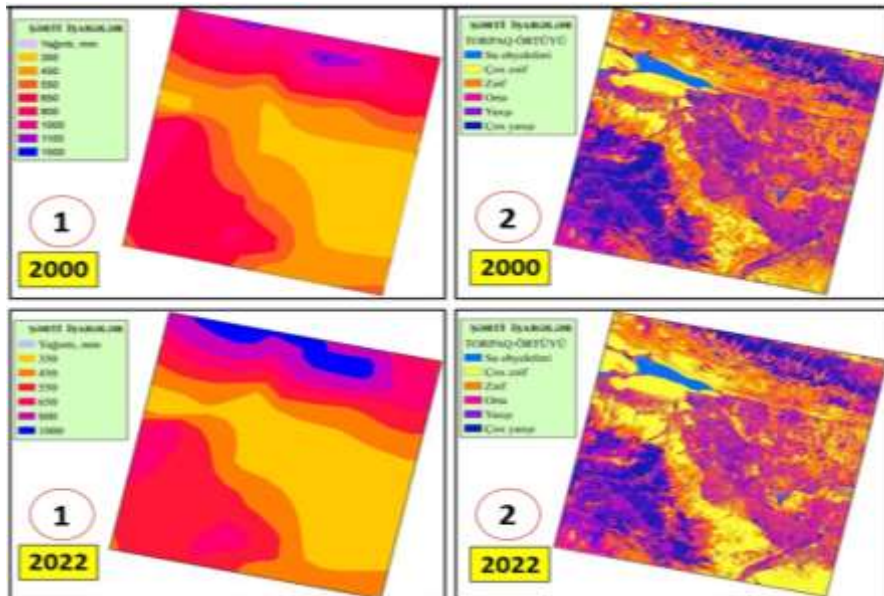 ŞƏRTİ İŞARƏLƏR
Yağıntı, mm
350
450
550
650
800
1000
1100
1
2000
ŞƏRTİ İŞARƏLƏR
TORPAQ-ÖRTÜYÜ
Su obyektləri
Çox zəif
Zəif
Orta
Yaxşı
Çox yaxşı
2
2000
ŞƏRTİ İŞARƏLƏR
Yağıntı, mm
350
450
550
650
800
1000
1
2022
ŞƏRTİ İŞARƏLƏR
TORPAQ-ÖRTÜYÜ
Su obyektləri
Çox zəif
Zəif
Orta
Yaxşı
Çox yaxşı
2
2022